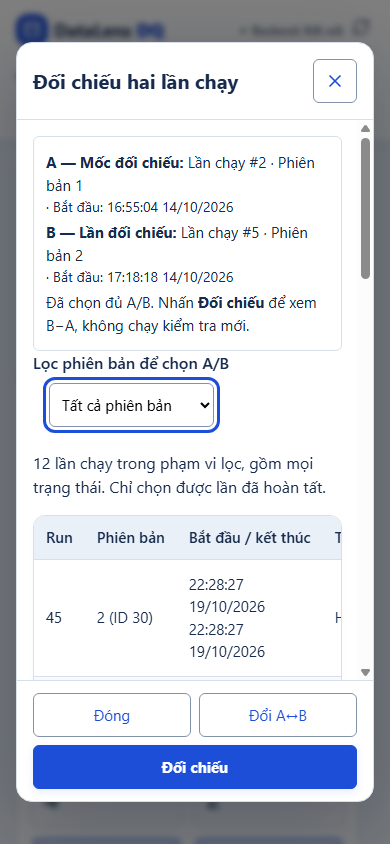 DataLens DQ
Đối chiếu hai lần chạy
A — Mốc đối chiếu: Lần chạy #2 · Phiên
bản 1
· Bắt đầu: 16:55:04 14/10/2026
B — Lần đối chiếu: Lần chạy #5 · Phiên
bản 2
· Bắt đầu: 17:18:18 14/10/2026
Đã chọn đủ A/B. Nhấn Đối chiếu để xem
B−A, không chạy kiểm tra mới.
Lọc phiên bản để chọn A/B
Tất cả phiên bản
12 lần chạy trong phạm vi lọc, gồm mọi
trạng thái. Chỉ chọn được lần đã hoàn tất.
Run Phiên bản Bắt đầu / kết thúc
45 2 (ID 30) 22:28:27
19/10/2026
22:28:27
19/10/2026
Đóng Đổi A↔B
Đối chiếu